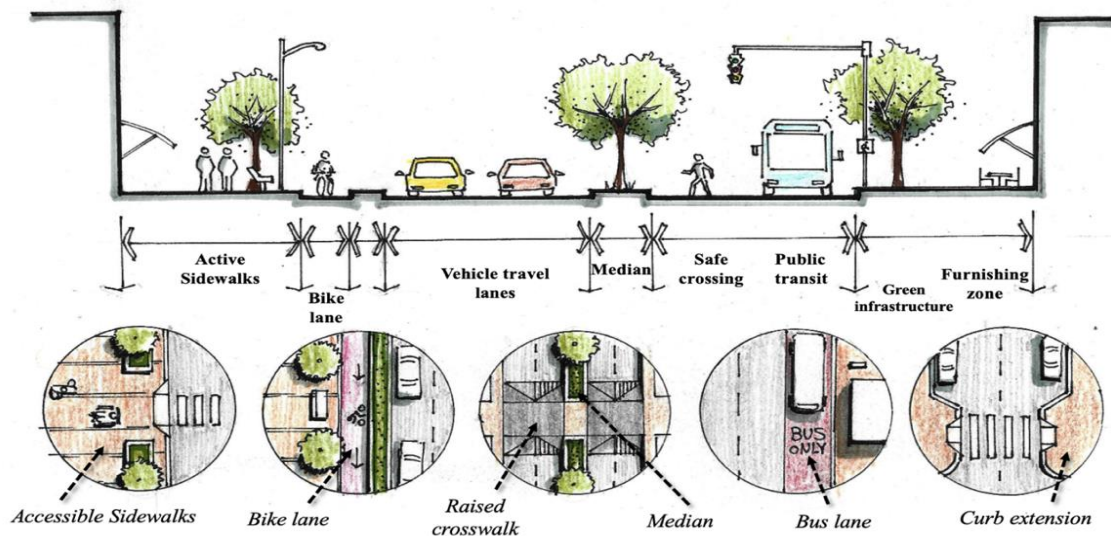 Active
Sidewalks
Bike
lane
Vehicle travel
lanes
Median
Safe
crossing
Public
transit
Green
infrastructure
Furnishing
zone
BUS
ONLY
Accessible Sidewalks
Bike lane
Raised
crosswalk
Median
Bus lane
Curb extension